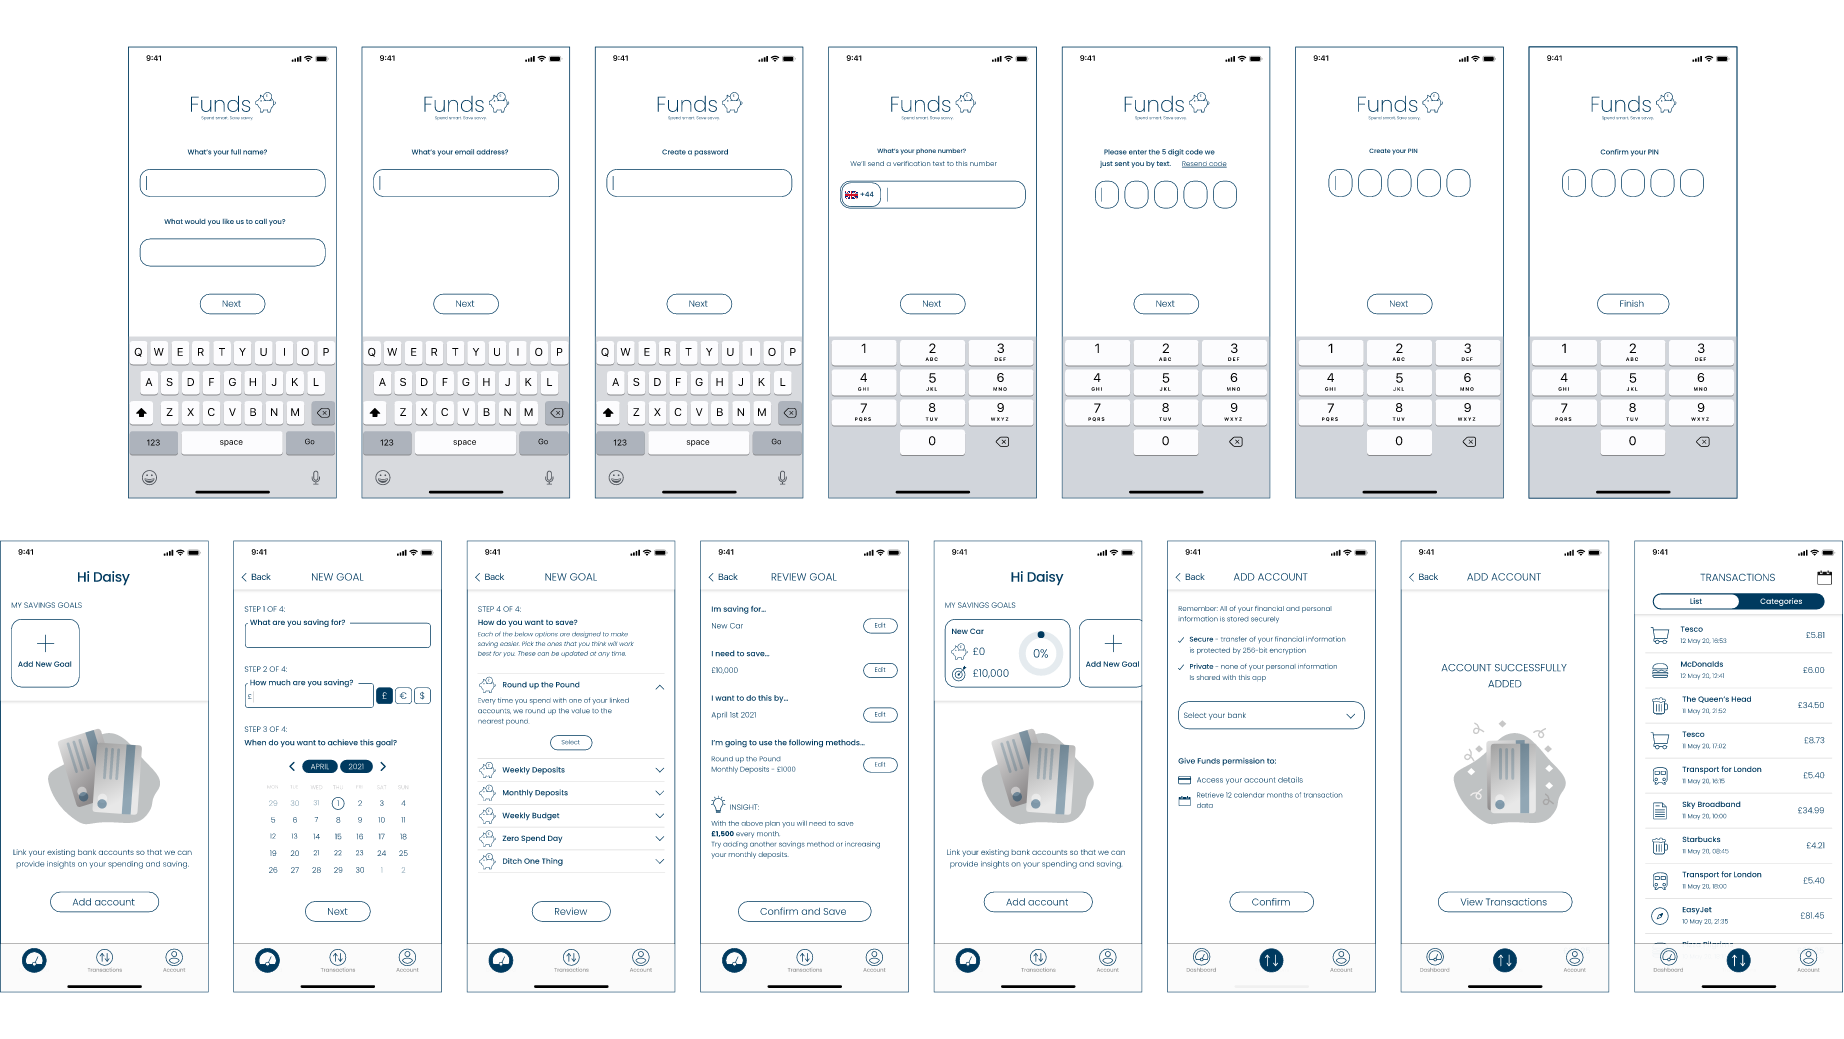 9:41
Funds
Spend smart. Save savvy.
What's your full name?
What would you like us to call you?
Next
Q W E R T Y U I O P
A S D F G H J K L
Z X C V B N M
123 space Go
9:41
Funds
Spend smart. Save savvy.
What's your email address?
Next
Q W E R T Y U I O P
A S D F G H J K L
Z X C V B N M
123 space Go
9:41
Funds
Spend smart. Save savvy.
Create a password
Next
Q W E R T Y U I O P
A S D F G H J K L
Z X C V B N M
123 space Go
9:41
Funds
Spend smart. Save savvy.
What's your phone number?
We'll send a verification text to this number
+44
Next
1 2 3
ABC DEF
4 5 6
GHI JKL MNO
7 8 9
PQRS TUV WXYZ
0
9:41
Funds
Spend smart. Save savvy.
Please enter the 5 digit code we
just sent you by text. Resend code
Next
1 2 3
ABC DEF
4 5 6
GHI JKL MNO
7 8 9
PQRS TUV WXYZ
0
9:41
Funds
Spend smart. Save savvy.
Create your PIN
Next
1 2 3
ABC DEF
4 5 6
GHI JKL MNO
7 8 9
PQRS TUV WXYZ
0
9:41
Funds
Spend smart. Save savvy.
Confirm your PIN
Finish
1 2 3
ABC DEF
4 5 6
GHI JKL MNO
7 8 9
PQRS TUV WXYZ
0
9:41
Hi Daisy
MY SAVINGS GOALS
Add New Goal
Link your existing bank accounts so that we can
provide insights on your spending and saving.
Add account
Transactions Account
9:41
Back NEW GOAL
STEP 1 OF 4:
What are you saving for?
STEP 2 OF 4:
How much are you saving?
£ £ € $
STEP 3 OF 4:
When do you want to achieve this goal?
APRIL 2021
MON TUE WED THU FRI SAT SUN
29 30 31 1 2 3 4
5 6 7 8 9 10 11
12 13 14 15 16 17 18
19 20 21 22 23 24 25
26 27 28 29 30 1 2
Next
Transactions Account
9:41
Back NEW GOAL
STEP 4 OF 4:
How do you want to save?
Each of the below options are designed to make
saving easier. Pick the ones that you think will work
best for you. These can be updated at any time.
Round up the Pound
Every time you spend with one of your linked
accounts, we round up the value to the
nearest pound.
Select
Weekly Deposits
Monthly Deposits
Weekly Budget
Zero Spend Day
Ditch One Thing
Review
Transactions Account
9:41
Back REVIEW GOAL
Im saving for...
New Car Edit
I need to save...
£10,000 Edit
I want to do this by...
April 1st 2021 Edit
I'm going to use the following methods...
Round up the Pound
Monthly Deposits - £1000
Edit
INSIGHT:
With the above plan you will need to save
£1,500 every month.
Try adding another savings method or increasing
your monthly deposits.
Confirm and Save
Transactions Account
9:41
Hi Daisy
MY SAVINGS GOALS
New Car
£0
£10,000
0%
Add New Goal
Link your existing bank accounts so that we can
provide insights on your spending and saving.
Add account
Transactions Account
9:41
Back ADD ACCOUNT
Remember: All of your financial and personal
information is stored securely
Secure - transfer of your financial information
is protected by 256-bit encryption
Private - none of your personal information
is shared with this app
Select your bank
Give Funds permission to:
Access your account details
Retrieve 12 calendar months of transaction
data
Confirm
Dashboard Account
9:41
Back ADD ACCOUNT
ACCOUNT SUCCESSFULLY
ADDED
View Transactions
Dashboard Account
9:41
TRANSACTIONS
List Categories
Tesco
12 May 20, 16:53 £5.81
McDonalds
12 May 20, 12:41 £6.00
The Queen's Head
11 May 20, 21:52 £34.50
Tesco
11 May 20, 17.02 £8.73
Transport for London
11 May 20, 16:15 £5.40
Sky Broadband
11 May 20, 10:00 £34.99
Starbucks
11 May 20, 08:45 £4.21
Transport for London
11 May 20, 18:00 £5.40
EasyJet
10 May 20, 21:35 £81.45
Dashboard Account